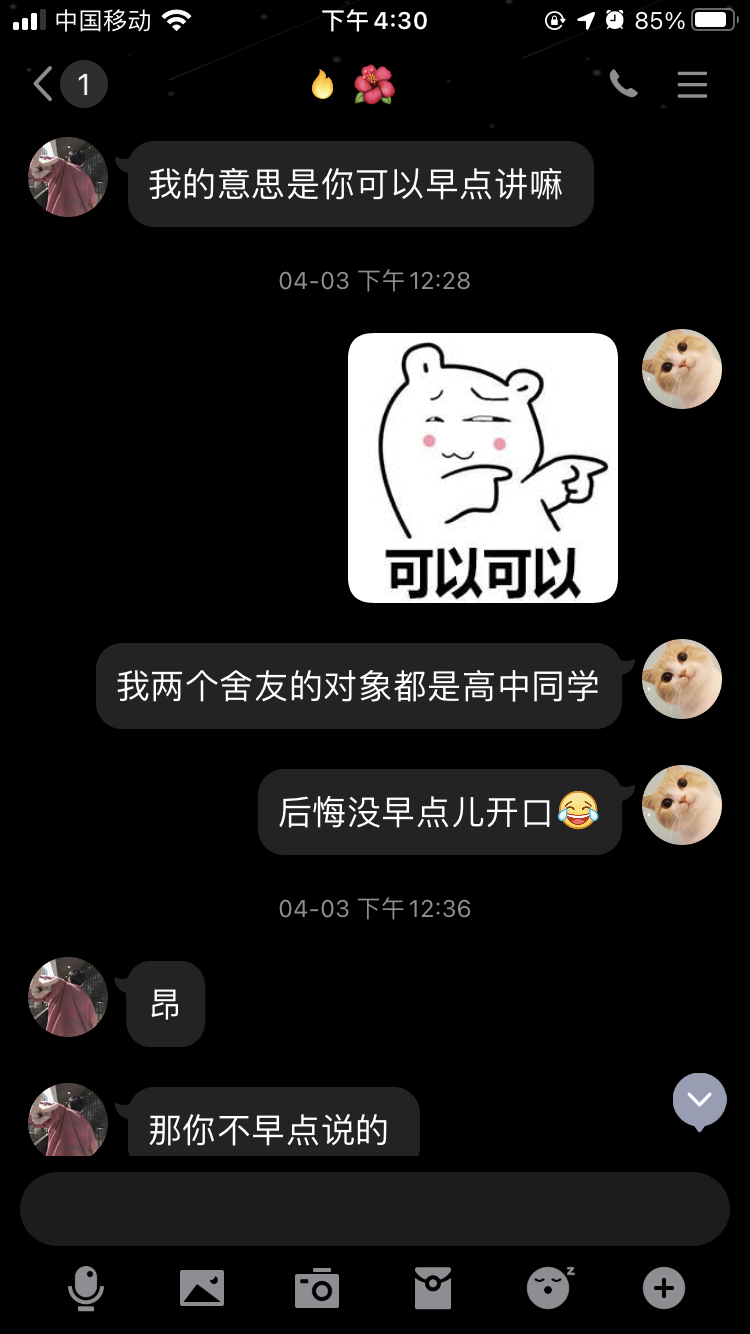 中国移动 下午4:30 85%
1
我的意思是你可以早点讲嘛
04-03 下午12:28
可以可以
我两个舍友的对象都是高中同学
后悔没早点儿开口😂
04-03 下午12:36
昂
那你不早点说的
z